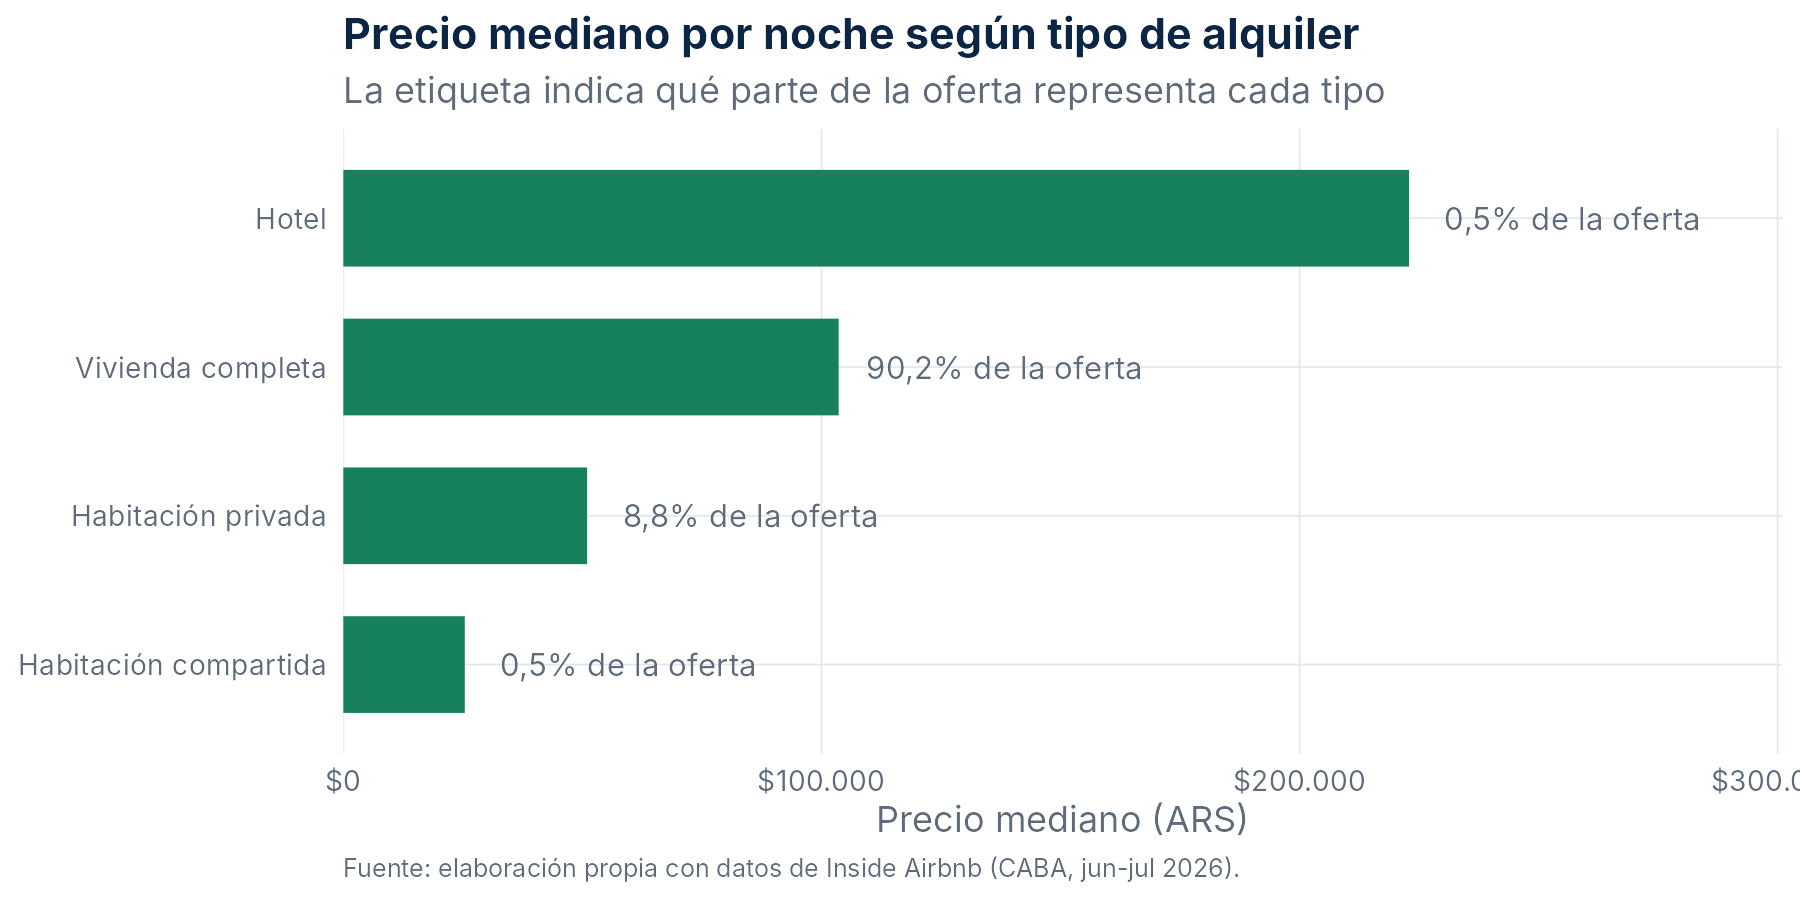 Precio mediano por noche según tipo de alquiler
La etiqueta indica qué parte de la oferta representa cada tipo
Hotel
0,5% de la oferta
Vivienda completa
90,2% de la oferta
Habitación privada
8,8% de la oferta
Habitación compartida
0,5% de la oferta
$0
$100.000
$200.000
$300.0
Precio mediano (ARS)
Fuente: elaboración propia con datos de Inside Airbnb (CABA, jun-jul 2026).